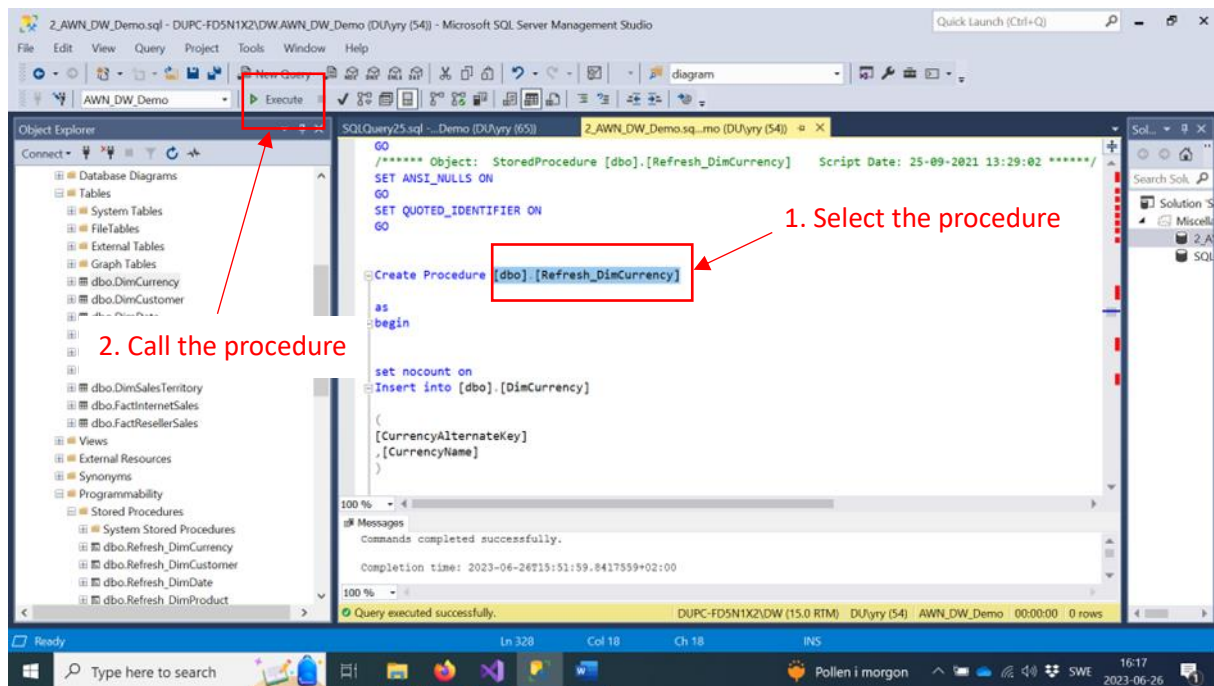 2_AWN_DW_Demo.sql - DUPC-FD5N1X2\DW.AWN_DW_Demo (DU\yry (54)) - Microsoft SQL Server Management Studio
Quick Launch (Ctrl+Q)
File Edit View Query Project Tools Window Help
New Query
diagram
AWN_DW_Demo
Execute
Object Explorer
SQLQuery25.sql -...Demo (DU\yry (65))
2_AWN_DW_Demo.sq...mo (DU\yry (54))
Sol...
Connect
Search Solu
Database Diagrams
Tables
System Tables
FileTables
External Tables
Graph Tables
dbo.DimCurrency
dbo.DimCustomer
dbo.DimSalesTerritory
dbo.FactInternetSales
dbo.FactResellerSales
Views
External Resources
Synonyms
Programmability
Stored Procedures
System Stored Procedures
dbo.Refresh_DimCurrency
dbo.Refresh_DimCustomer
dbo.Refresh_DimDate
dbo.Refresh_DimProduct
GO
/****** Object: StoredProcedure [dbo].[Refresh_DimCurrency] Script Date: 25-09-2021 13:29:02 ******/
SET ANSI_NULLS ON
GO
SET QUOTED_IDENTIFIER ON
GO
1. Select the procedure
Create Procedure [dbo].[Refresh_DimCurrency]
as
begin
2. Call the procedure
set nocount on
Insert into [dbo].[DimCurrency]
(
[CurrencyAlternateKey]
,[CurrencyName]
)
100 %
Messages
Commands completed successfully.
Completion time: 2023-06-26T15:51:59.8417559+02:00
100 %
Query executed successfully.
DUPC-FD5N1X2\DW (15.0 RTM) DU\yry (54) AWN_DW_Demo 00:00:00 0 rows
Solution 'S
Miscella
2_A
SQL
Ready
Ln 328 Col 18 Ch 18 INS
Type here to search
Pollen i morgon
SWE
16:17
2023-06-26